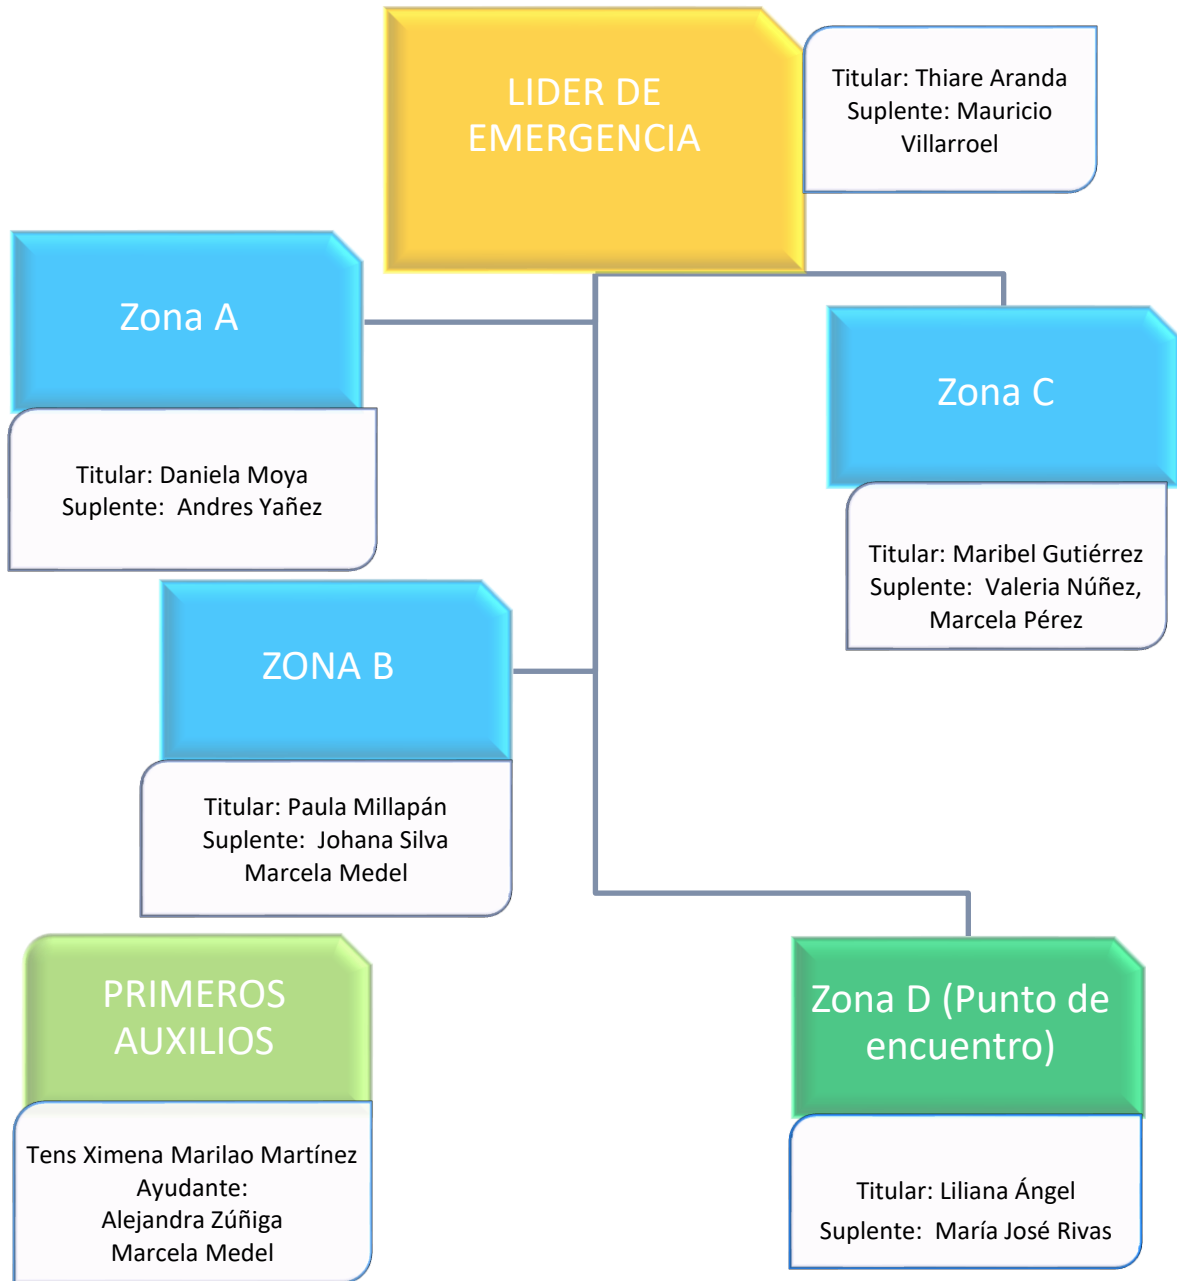 LIDER DE
EMERGENCIA
Titular: Thiare Aranda
Suplente: Mauricio
Villarroel
Zona A
Titular: Daniela Moya
Suplente:  Andres Yañez
Zona C
Titular: Maribel Gutiérrez
Suplente:  Valeria Núñez,
Marcela Pérez
ZONA B
Titular: Paula Millapán
Suplente:  Johana Silva
Marcela Medel
PRIMEROS
AUXILIOS
Tens Ximena Marilao Martínez
Ayudante:
Alejandra Zúñiga
Marcela Medel
Zona D (Punto de
encuentro)
Titular: Liliana Ángel
Suplente:  María José Rivas